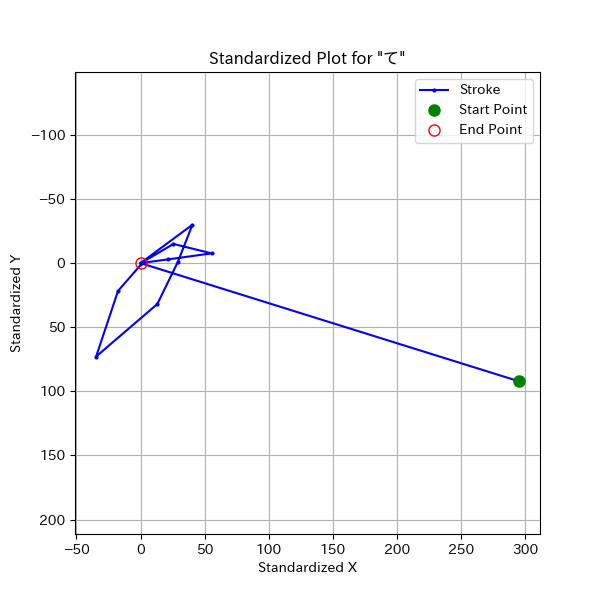 Standardized Plot for "て"
Stroke
Start Point
End Point
Standardized Y
−100
−50
0
50
100
150
200
−50 0 50 100 150 200 250 300
Standardized X